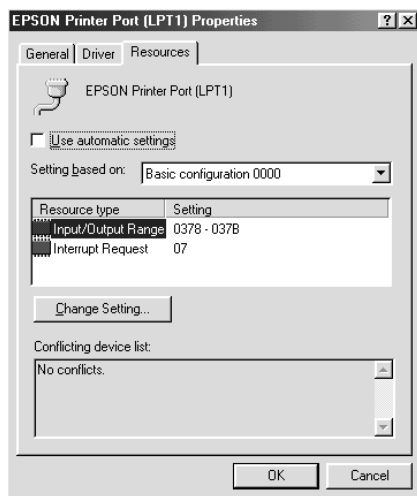 EPSON Printer Port (LPT1) Properties
General Driver Resources
EPSON Printer Port (LPT1)
Use automatic settings
Setting based on: Basic configuration 0000
Resource type Setting
Input/Output Range 0378 - 037B
Interrupt Request 07
Change Setting...
Conflicting device list:
No conflicts.
OK Cancel